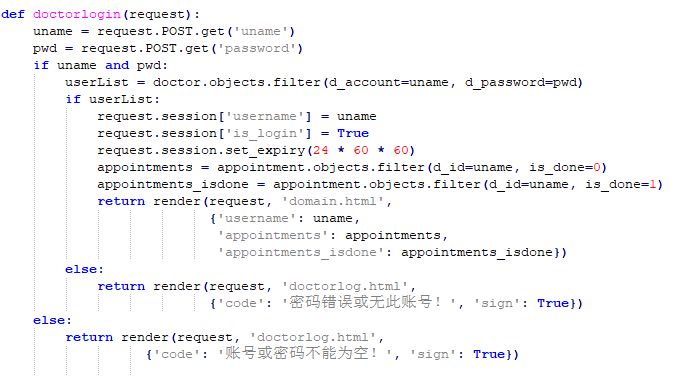 def doctorlogin(request):
    uname = request.POST.get('uname')
    pwd = request.POST.get('password')
    if uname and pwd:
        userList = doctor.objects.filter(d_account=uname, d_password=pwd)
        if userList:
            request.session['username'] = uname
            request.session['is_login'] = True
            request.session.set_expiry(24 * 60 * 60)
            appointments = appointment.objects.filter(d_id=uname, is_done=0)
            appointments_isdone = appointment.objects.filter(d_id=uname, is_done=1)
            return render(request, 'domain.html',
                          {'username': uname,
                           'appointments': appointments,
                           'appointments_isdone': appointments_isdone})
        else:
            return render(request, 'doctorlog.html',
                          {'code': '密码错误或无此账号！', 'sign': True})
    else:
        return render(request, 'doctorlog.html',
                  {'code': '账号或密码不能为空！', 'sign': True})